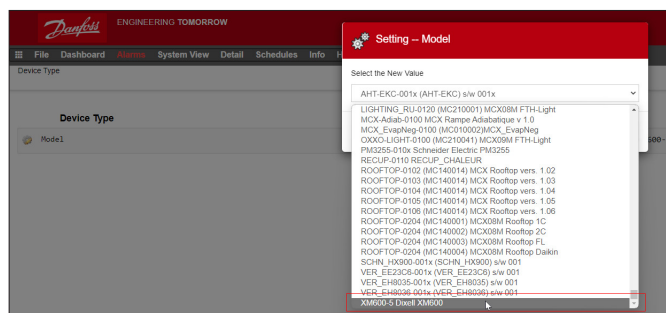 Danfoss
ENGINEERING TOMORROW
File Dashboard Alarms System View Detail Schedules Info H
Device Type
Device Type
Model
Setting -- Model
Select the New Value
AHT-EKC-001x (AHT-EKC) s/w 001x
LIGHTING_RU-0120 (MC210001) MCX08M FTH-Light
MCX-Adiab-0100 MCX Rampe Adiabatique v 1.0
MCX_EvapNeg-0100 (MC010002)MCX_EvapNeg
OXXO-LIGHT-0100 (MC210041) MCX09M FTH-Light
PM3255-010x Schneider Electric PM3255
RECUP-0110 RECUP_CHALEUR
ROOFTOP-0102 (MC140014) MCX Rooftop vers. 1.02
ROOFTOP-0103 (MC140014) MCX Rooftop vers. 1.03
ROOFTOP-0104 (MC140014) MCX Rooftop vers. 1.04
ROOFTOP-0105 (MC140014) MCX Rooftop vers. 1.05
ROOFTOP-0106 (MC140014) MCX Rooftop vers. 1.06
ROOFTOP-0204 (MC140001) MCX08M Rooftop 1C
ROOFTOP-0204 (MC140002) MCX08M Rooftop 2C
ROOFTOP-0204 (MC140003) MCX08M Rooftop FL
ROOFTOP-0204 (MC140004) MCX08M Rooftop Daikin
SCHN_HX900-001x (SCHN_HX900) s/w 001
VER_EE23C6-001x (VER_EE23C6) s/w 001
VER_EH8035-001x (VER_EH8035) s/w 001
VER_EH8036-001x (VER_EH8036) s/w 001
XM600-5 Dixell XM600
600-